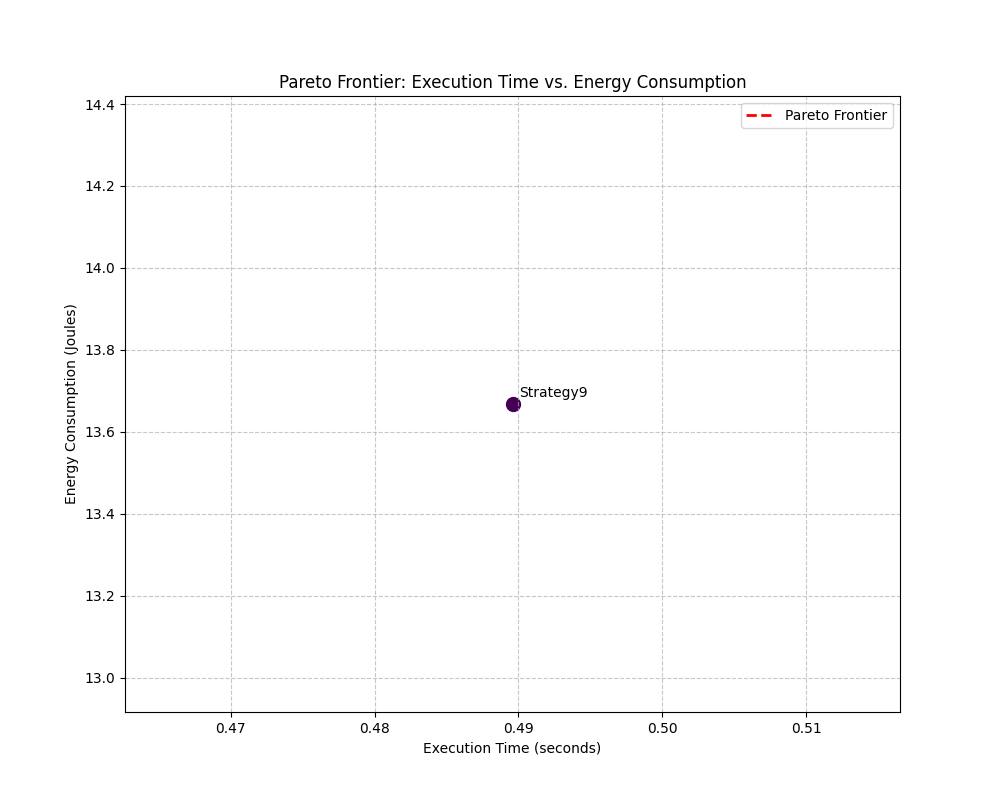 Pareto Frontier: Execution Time vs. Energy Consumption
Pareto Frontier
Energy Consumption (Joules)
14.4
14.2
14.0
13.8
13.6
13.4
13.2
13.0
Strategy9
0.47
0.48
0.49
0.50
0.51
Execution Time (seconds)